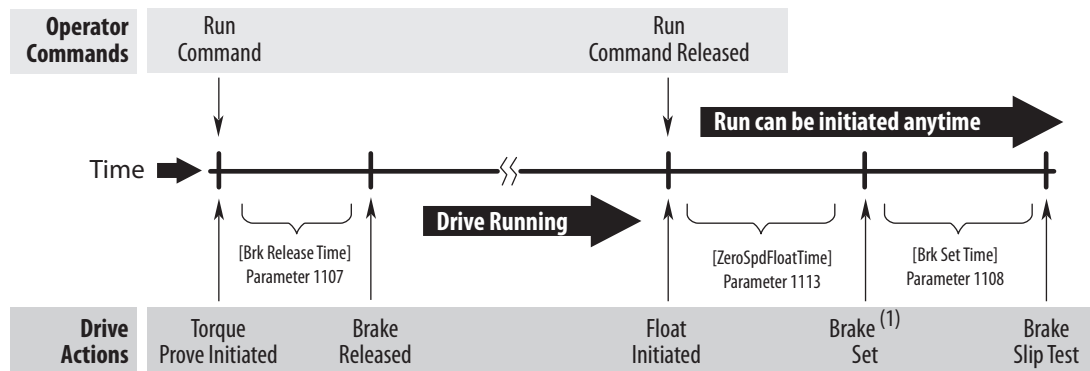 Operator
Commands
Run
Command
Run
Command Released
Run can be initiated anytime
Time
Drive Running
[Brk Release Time]
Parameter 1107
[ZeroSpdFloatTime]
Parameter 1113
[Brk Set Time]
Parameter 1108
Drive
Actions
Torque
Prove Initiated
Brake
Released
Float
Initiated
Brake (1)
Set
Brake
Slip Test